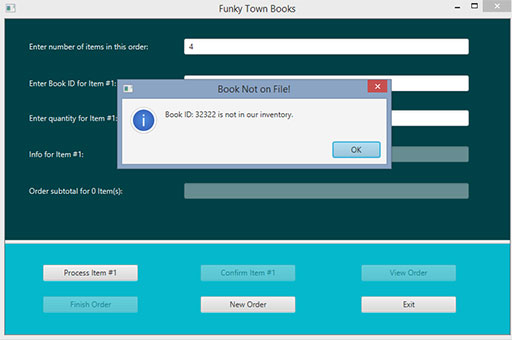 Funky Town Books
Enter number of items in this order:
4
Enter Book ID for Item #1:
Book Not on File!
Book ID: 32322 is not in our inventory.
OK
Enter quantity for Item #1:
Info for Item #1:
Order subtotal for 0 Item(s):
Process Item #1
Confirm Item #1
View Order
Finish Order
New Order
Exit